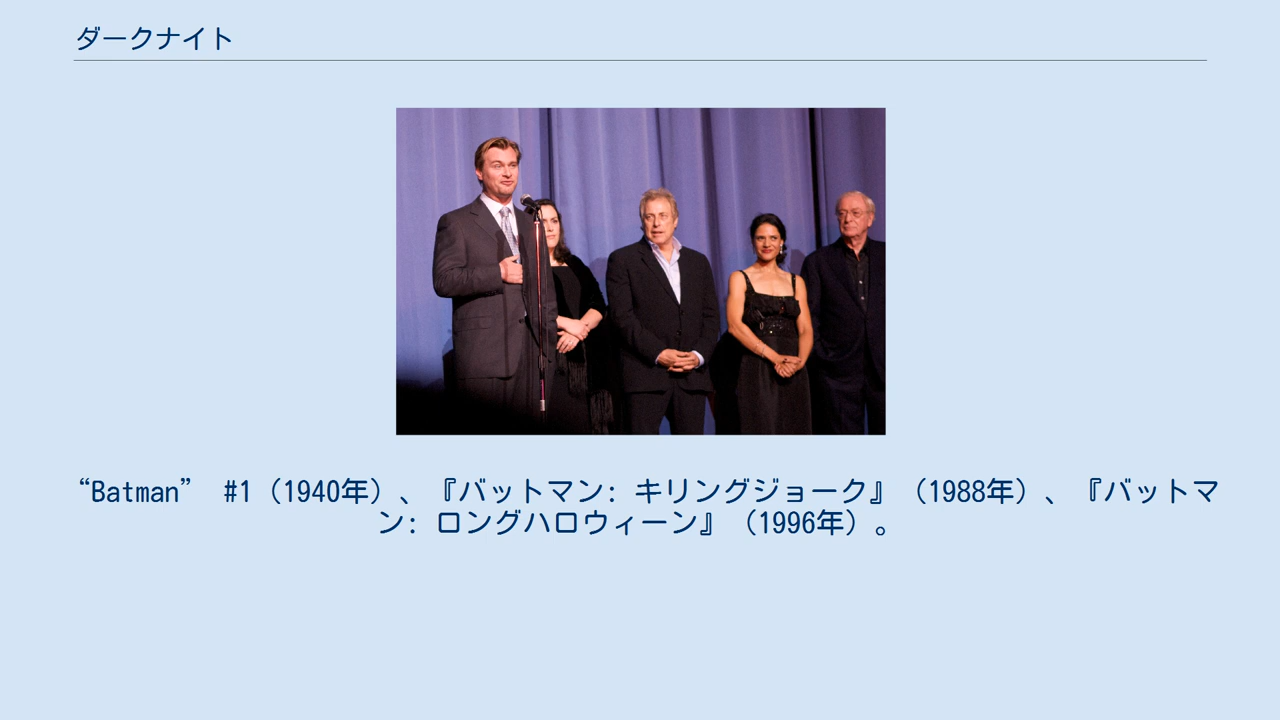 ダークナイト
“Batman” #1（1940年）、『バットマン: キリングジョーク』（1988年）、『バットマ
ン: ロングハロウィーン』（1996年）。